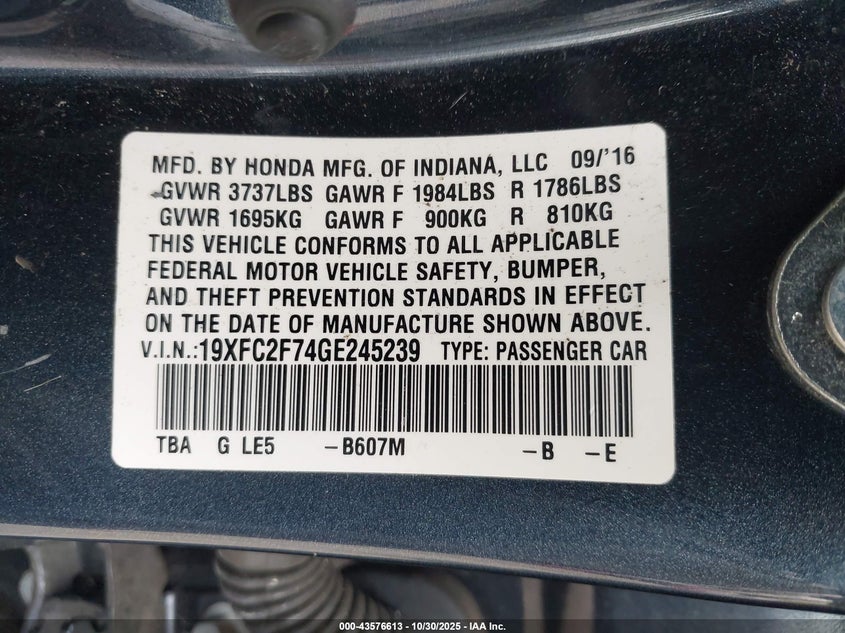 MFD. BY HONDA MFG. OF INDIANA, LLC 09/'16
GVWR 3737LBS GAWR F 1984LBS R 1786LBS
GVWR 1695KG GAWR F 900KG R 810KG
THIS VEHICLE CONFORMS TO ALL APPLICABLE
FEDERAL MOTOR VEHICLE SAFETY, BUMPER,
AND THEFT PREVENTION STANDARDS IN EFFECT
ON THE DATE OF MANUFACTURE SHOWN ABOVE.
V.I.N.:19XFC2F74GE245239 TYPE: PASSENGER CAR
TBA G LE5 –B607M –B –E
000-43576613 - 10/30/2025 - IAA Inc.